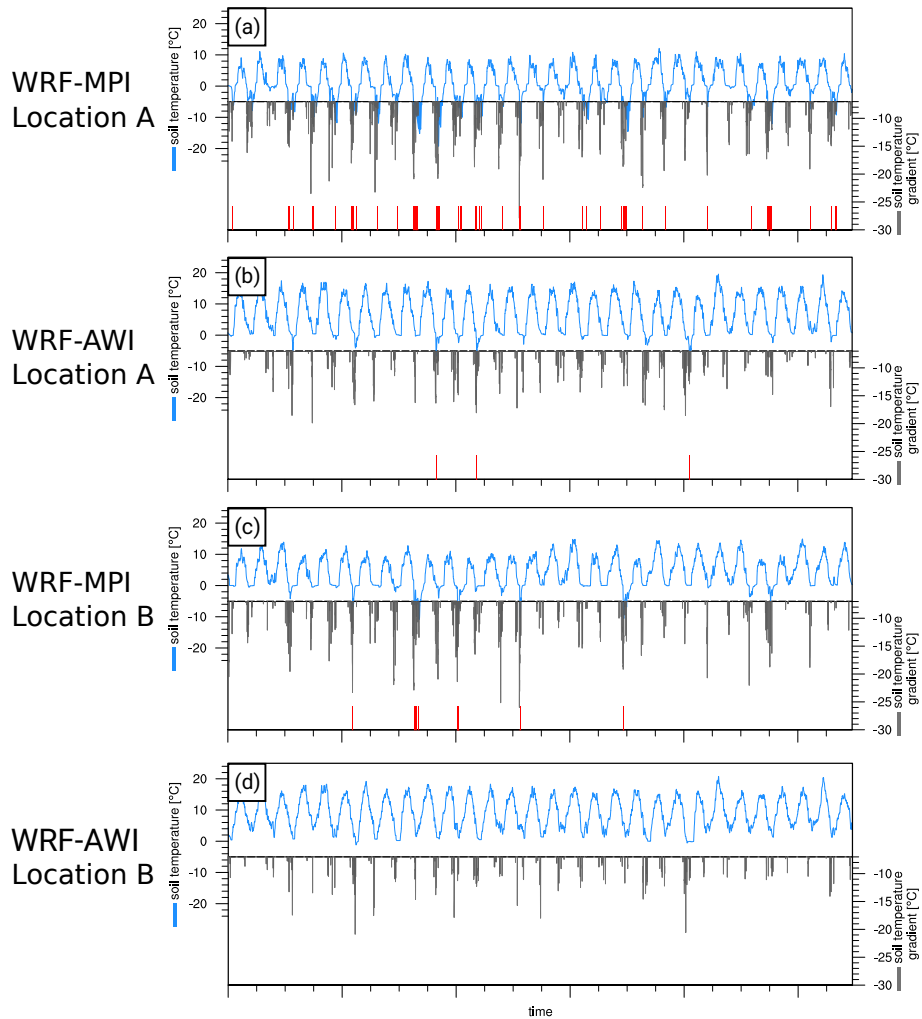 WRF-MPI
Location A
(a)
soil temperature [°C]
20
10
0
-10
-20
-10
-15
-20
-25
-30
soil temperature
gradient [°C]
WRF-AWI
Location A
(b)
soil temperature [°C]
20
10
0
-10
-20
-10
-15
-20
-25
-30
soil temperature
gradient [°C]
WRF-MPI
Location B
(c)
soil temperature [°C]
20
10
0
-10
-20
-10
-15
-20
-25
-30
soil temperature
gradient [°C]
WRF-AWI
Location B
(d)
soil temperature [°C]
20
10
0
-10
-20
-10
-15
-20
-25
-30
soil temperature
gradient [°C]
time